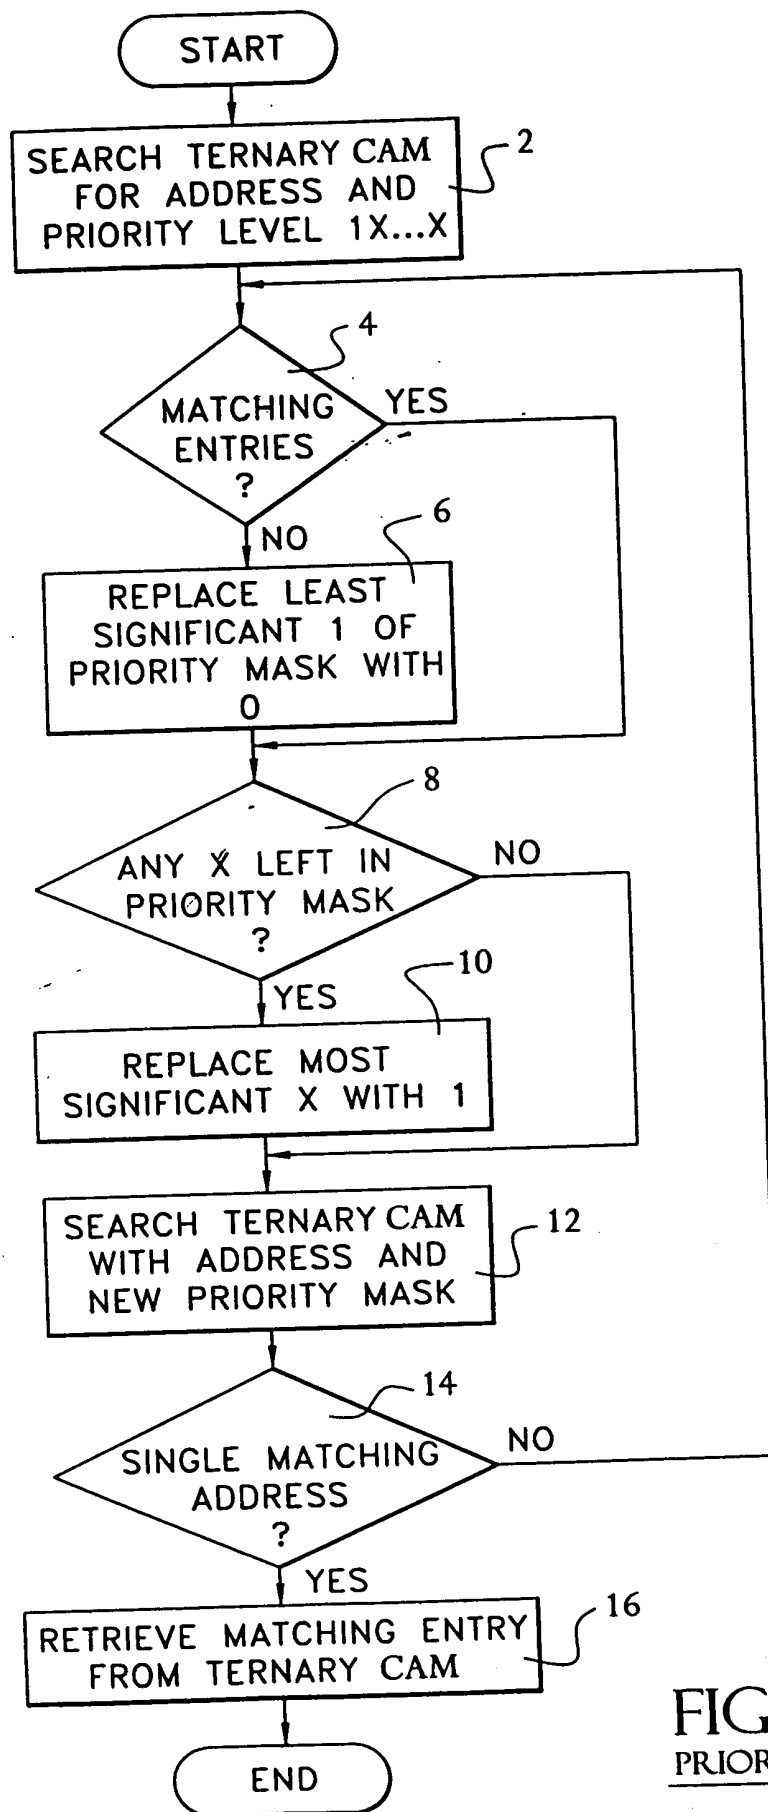 START
SEARCH TERNARY CAM
FOR ADDRESS AND
PRIORITY LEVEL 1X...X
2
4
MATCHING
ENTRIES
?
YES
NO
6
REPLACE LEAST
SIGNIFICANT 1 OF
PRIORITY MASK WITH
0
8
ANY X LEFT IN
PRIORITY MASK
?
NO
YES
10
REPLACE MOST
SIGNIFICANT X WITH 1
SEARCH TERNARY CAM
WITH ADDRESS AND
NEW PRIORITY MASK
12
14
SINGLE MATCHING
ADDRESS
?
NO
YES
RETRIEVE MATCHING ENTRY
FROM TERNARY CAM
16
END
FIG
PRIOR